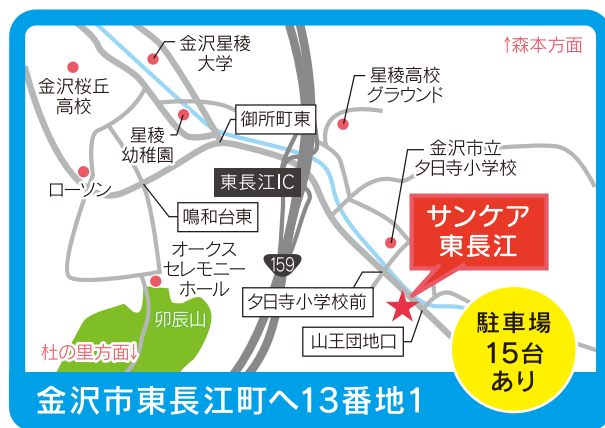 金沢星稜
大学
↑森本方面
金沢桜丘
高校
星稜高校
グラウンド
御所町東
星稜
幼稚園
金沢市立
夕日寺小学校
ローソン
東長江IC
鳴和台東
サンケア
東長江
オークス
セレモニー
ホール
159
夕日寺小学校前
卯辰山
山王団地口
駐車場
15台
あり
杜の里方面↓
金沢市東長江町へ13番地1